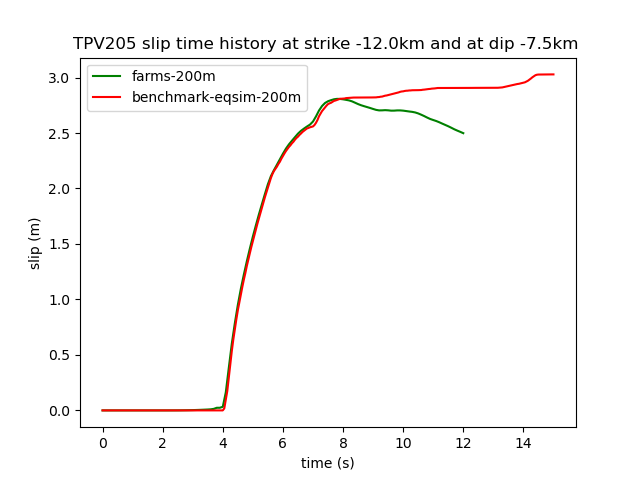 TPV205 slip time history at strike -12.0km and at dip -7.5km
farms-200m
benchmark-eqsim-200m
3.0
2.5
2.0
1.5
1.0
0.5
0.0
slip (m)
0 2 4 6 8 10 12 14
time (s)